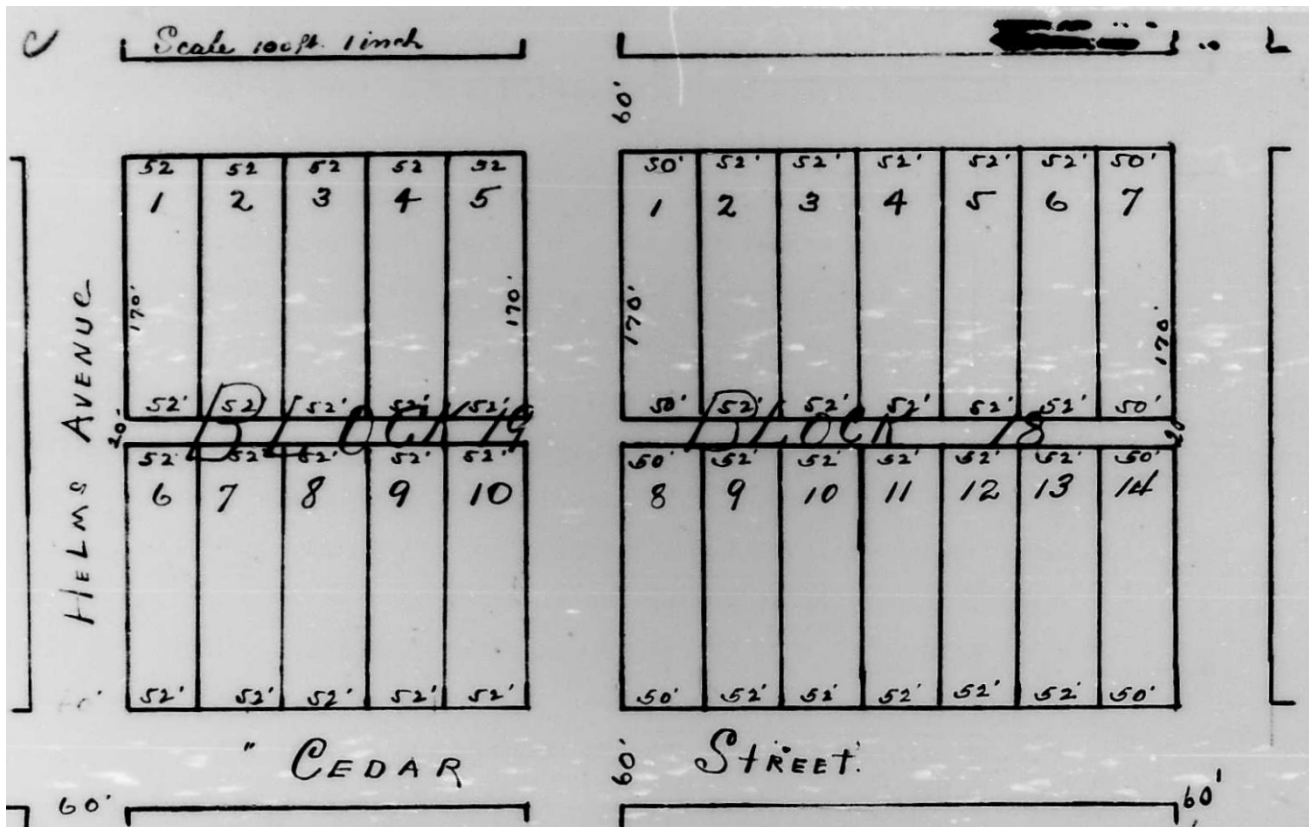 Scale 100ft. 1 inch
60'
52 52 52 52 52
1 2 3 4 5
50' 52' 52' 52' 52' 52' 50'
1 2 3 4 5 6 7
170' 170'
170' 170'
HELMS AVENUE
52' 52 52' 52' 52'
50' 52' 52' 52' 52' 52' 50'
20' BLOCK 19
BLOCK 18 20'
52' 52' 52' 52' 52'
6 7 8 9 10
50' 52' 52' 52' 52' 52' 50'
8 9 10 11 12 13 14
52' 52' 52' 52' 52'
50' 52' 52' 52' 52' 52' 50'
" CEDAR STREET.
60'
60'
60'